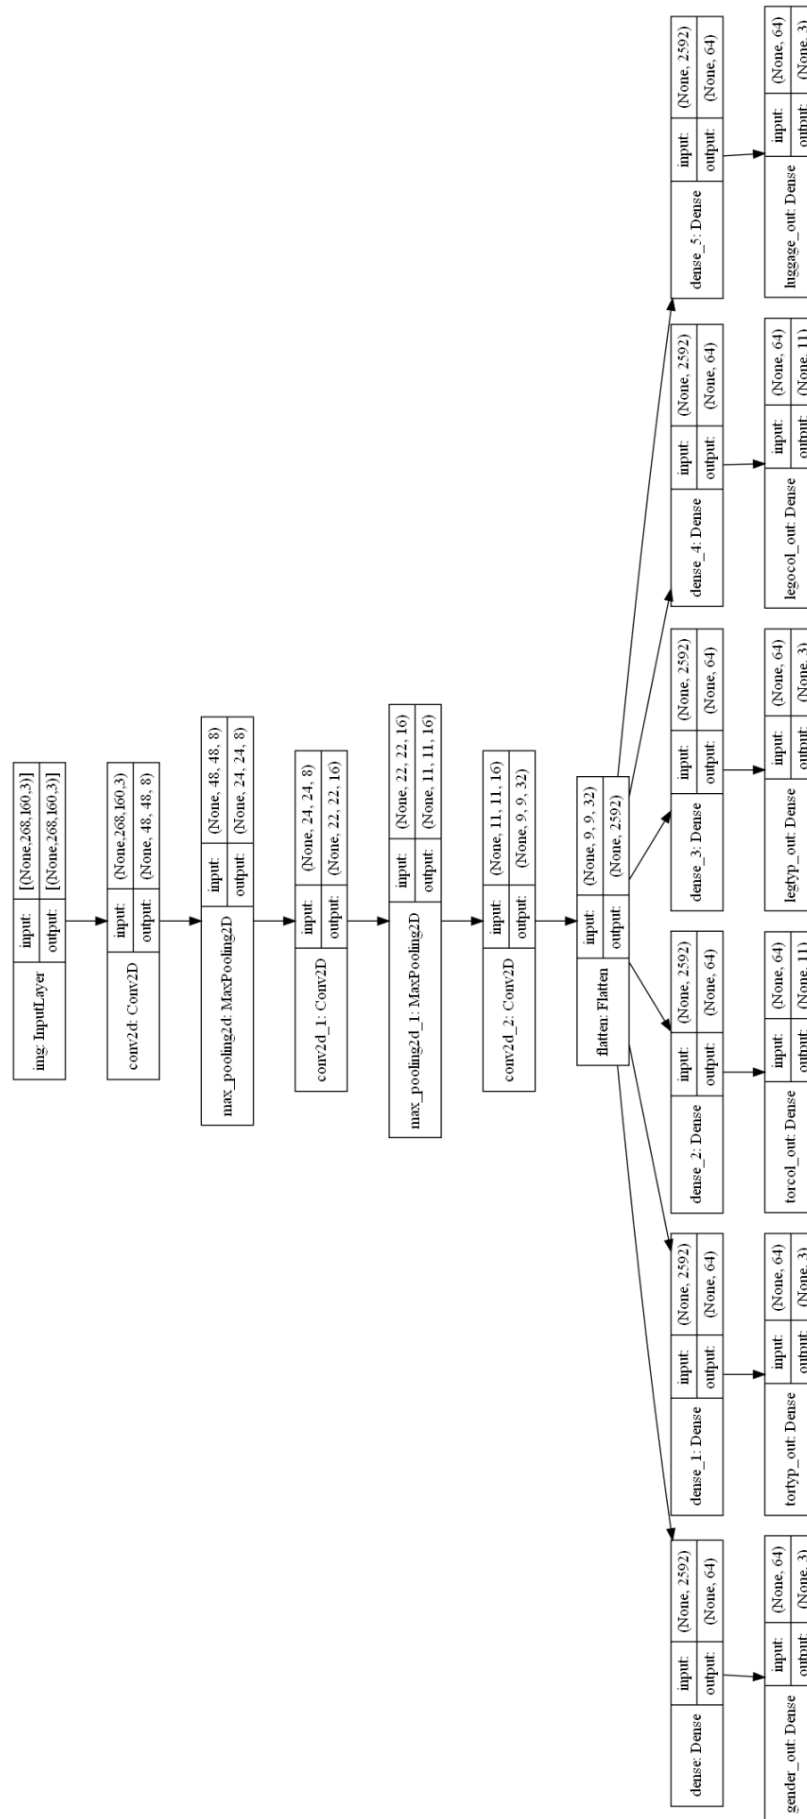 img: InputLayer
input:
[(None,268,160,3)]
output:
[(None,268,160,3)]
conv2d: Conv2D
input:
(None,268,160,3)
output:
(None, 48, 48, 8)
max_pooling2d: MaxPooling2D
input:
(None, 48, 48, 8)
output:
(None, 24, 24, 8)
conv2d_1: Conv2D
input:
(None, 24, 24, 8)
output:
(None, 22, 22, 16)
max_pooling2d_1: MaxPooling2D
input:
(None, 22, 22, 16)
output:
(None, 11, 11, 16)
conv2d_2: Conv2D
input:
(None, 11, 11, 16)
output:
(None, 9, 9, 32)
flatten: Flatten
input:
(None, 9, 9, 32)
output:
(None, 2592)
dense: Dense
input:
(None, 2592)
output:
(None, 64)
dense_1: Dense
input:
(None, 2592)
output:
(None, 64)
dense_2: Dense
input:
(None, 2592)
output:
(None, 64)
dense_3: Dense
input:
(None, 2592)
output:
(None, 64)
dense_4: Dense
input:
(None, 2592)
output:
(None, 64)
dense_5: Dense
input:
(None, 2592)
output:
(None, 64)
gender_out: Dense
input:
(None, 64)
output:
(None, 3)
tortyp_out: Dense
input:
(None, 64)
output:
(None, 3)
torcol_out: Dense
input:
(None, 64)
output:
(None, 11)
legtyp_out: Dense
input:
(None, 64)
output:
(None, 3)
legocol_out: Dense
input:
(None, 64)
output:
(None, 11)
luggage_out: Dense
input:
(None, 64)
output:
(None, 3)